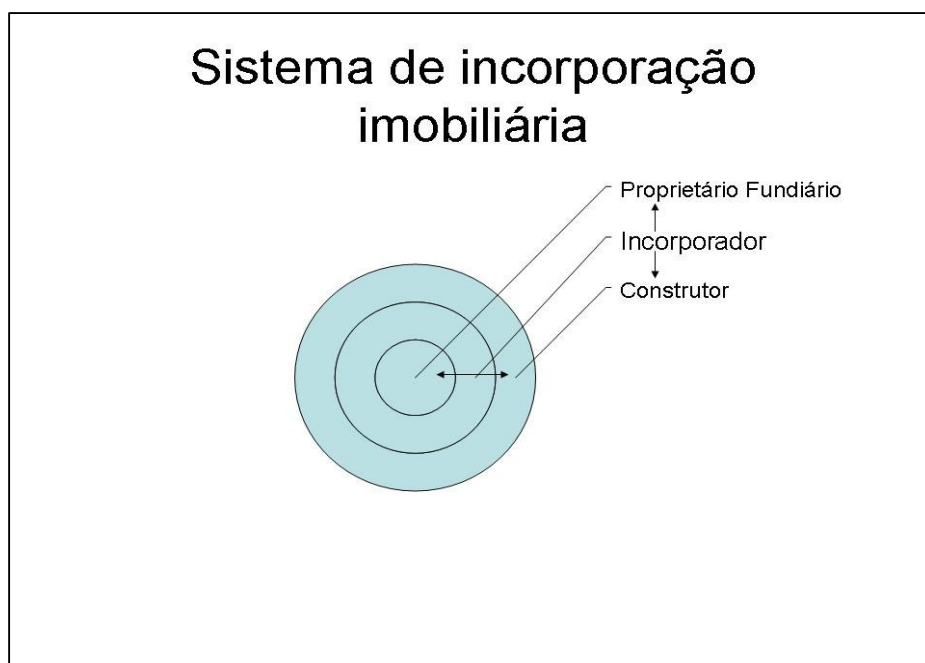 Sistema de incorporação
imobiliária
Proprietário Fundiário
Incorporador
Construtor